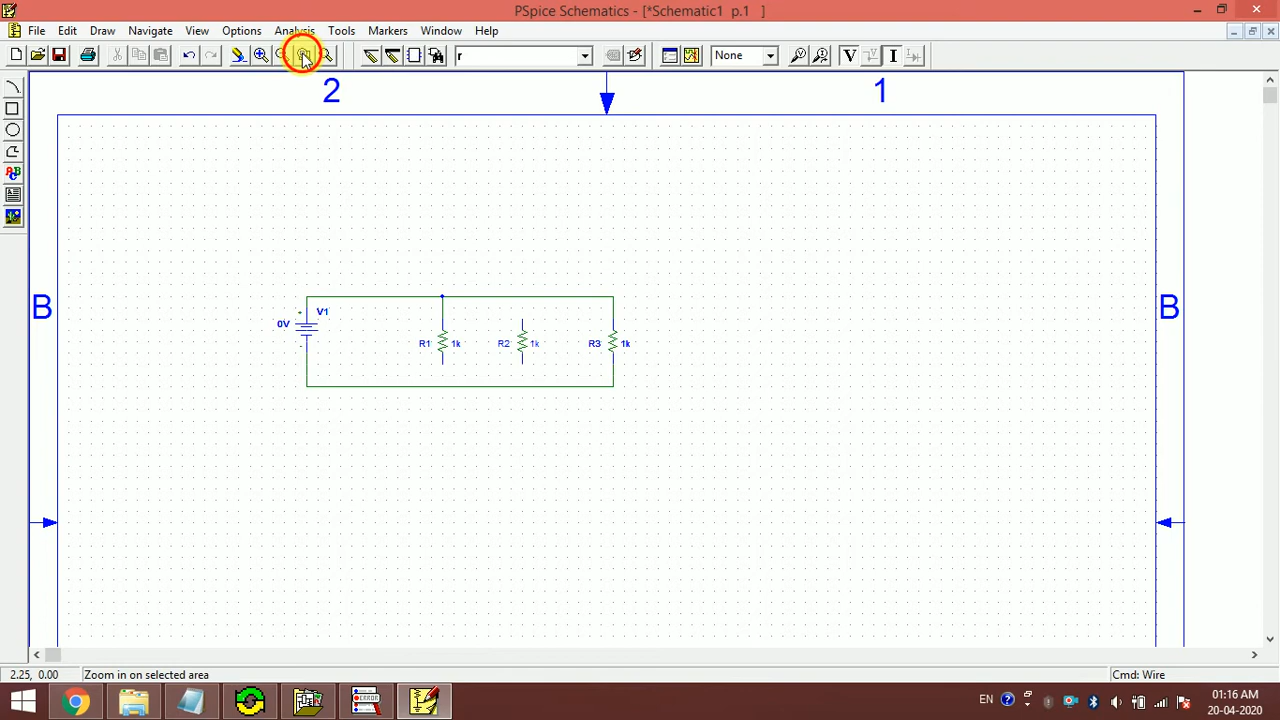 PSpice Schematics - [*Schematic1 p.1 ]
File Edit Draw Navigate View Options Analysis Tools Markers Window Help
r None V I
2 1
B B
+ V1
0V
-
R1 1k R2 1k R3 1k
2.25, 0.00 Zoom in on selected area Cmd: Wire
EN 01:16 AM
20-04-2020